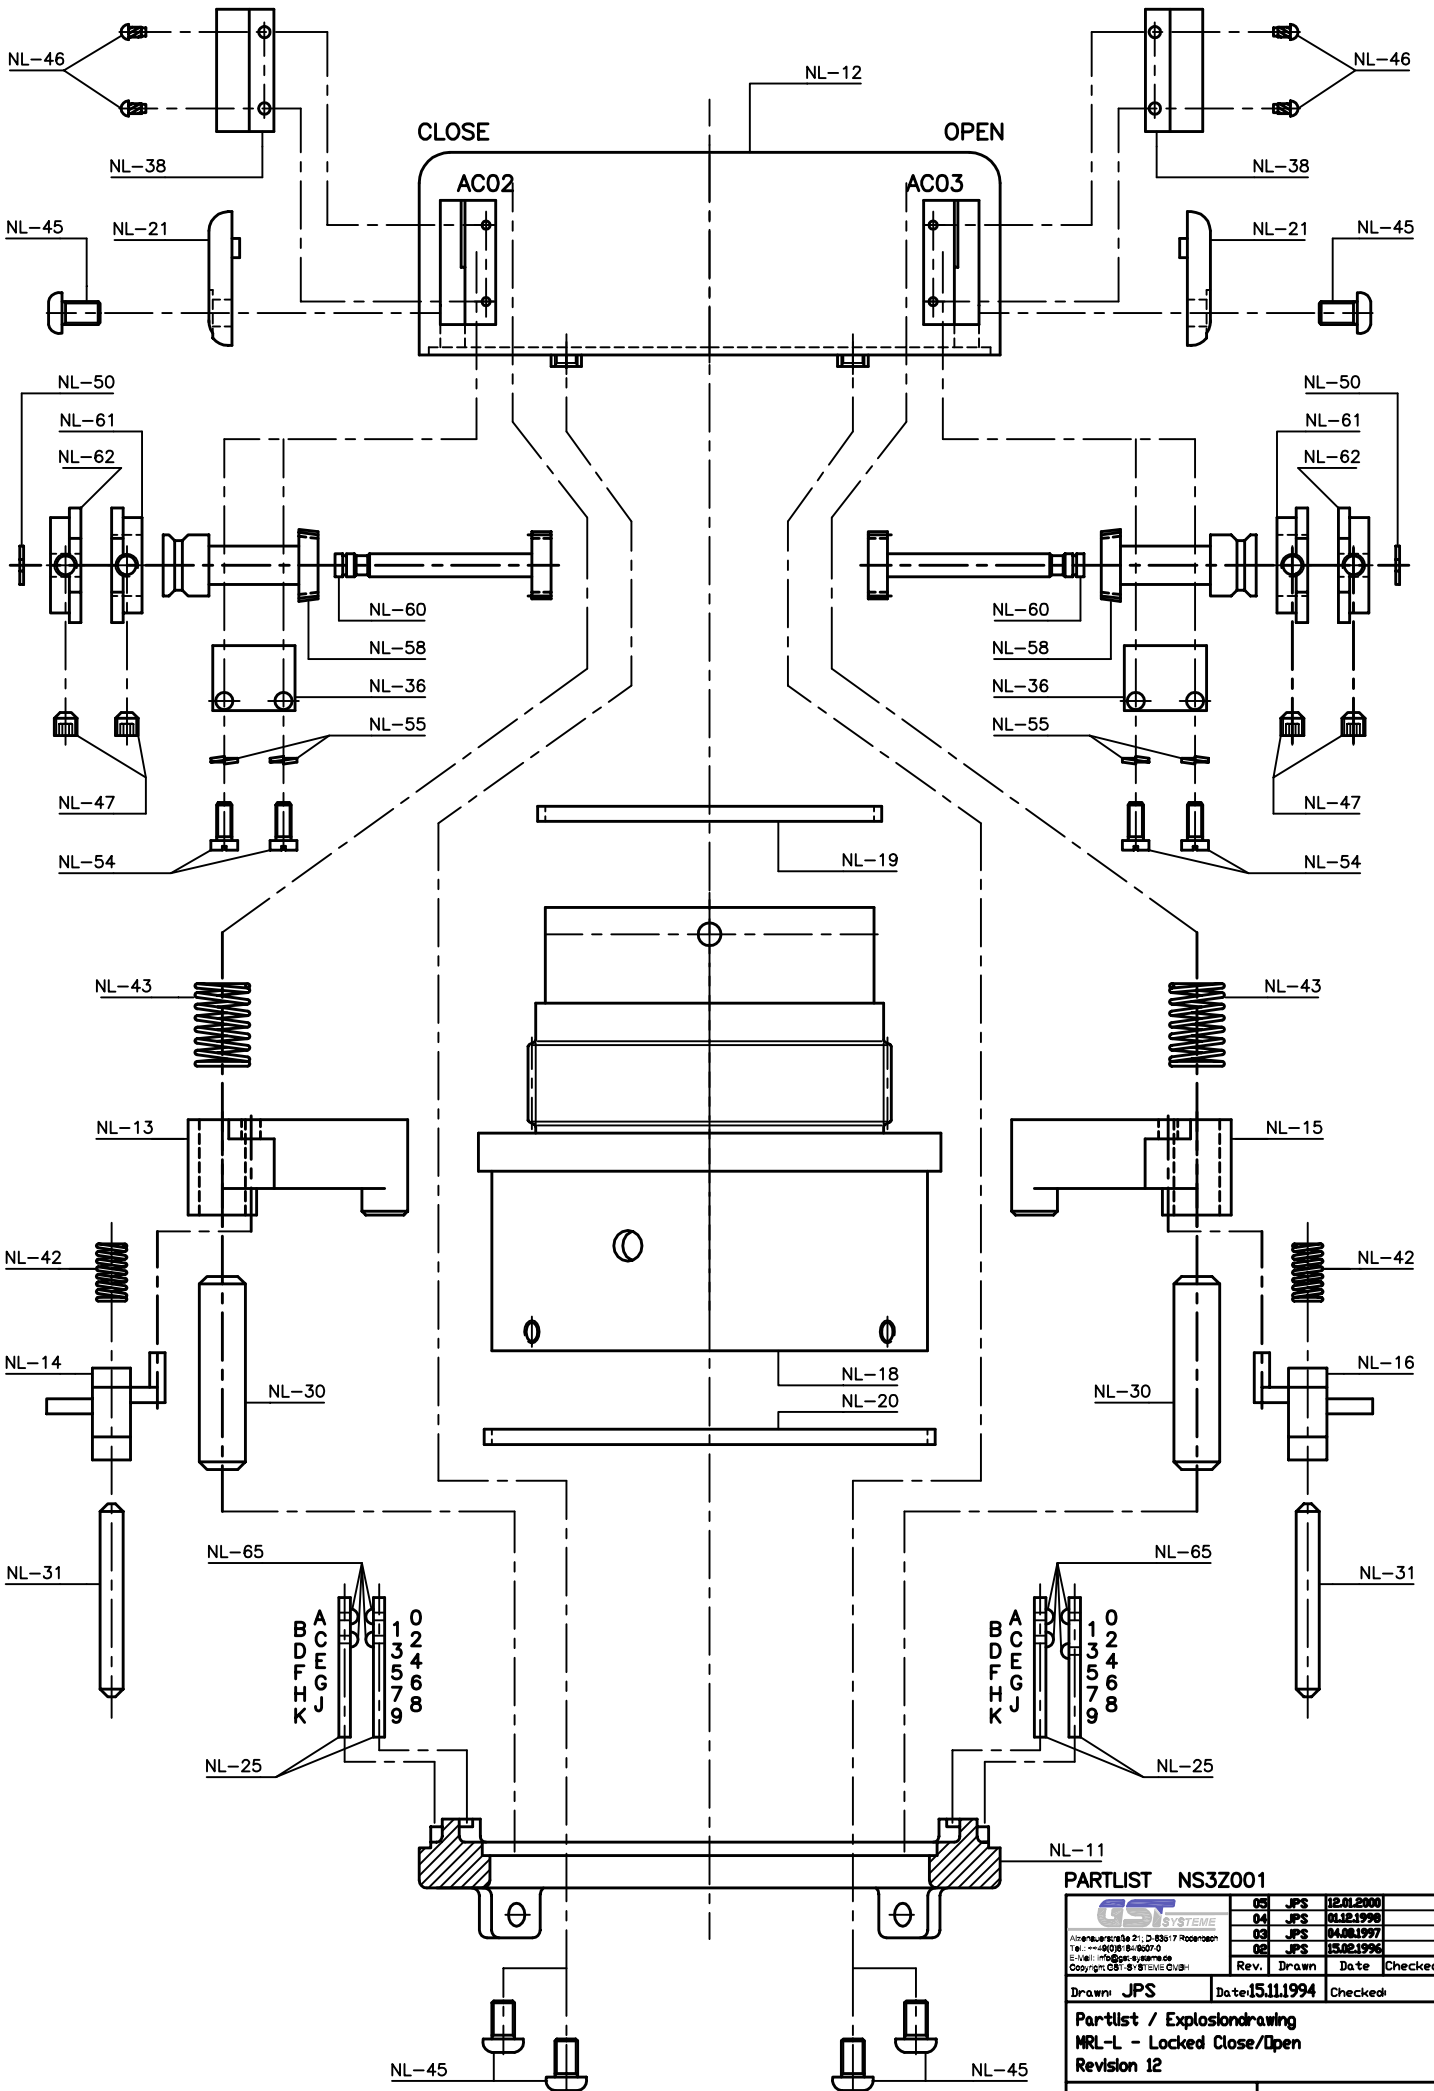 NL-46
NL-12
NL-46
CLOSE
OPEN
NL-38
NL-38
AC02
AC03
NL-45
NL-21
NL-21
NL-45
NL-50
NL-50
NL-61
NL-61
NL-62
NL-62
NL-60
NL-60
NL-58
NL-58
NL-36
NL-36
NL-55
NL-55
NL-47
NL-47
NL-54
NL-19
NL-54
NL-43
NL-43
NL-13
NL-15
NL-42
NL-42
NL-14
NL-18
NL-16
NL-30
NL-20
NL-30
NL-65
NL-65
NL-31
NL-31
A 0
B 1
C 2
D 3
E 4
F 5
G 6
H 7
J 8
K 9
A 0
B 1
C 2
D 3
E 4
F 5
G 6
H 7
J 8
K 9
NL-25
NL-25
NL-11
PARTLIST NS3Z001
GST SYSTEME
Copyright GST-SYSTEME GMBH
05 JPS 12.01.2000
04 JPS 01.12.1998
03 JPS 04.08.1997
02 JPS 15.02.1996
Rev. Drawn Date Checked
Drawn: JPS Date: 15.11.1994 Checked:
Partlist / Explosiondrawing
MRL-L - Locked Close/Open
Revision 12
NL-45
NL-45